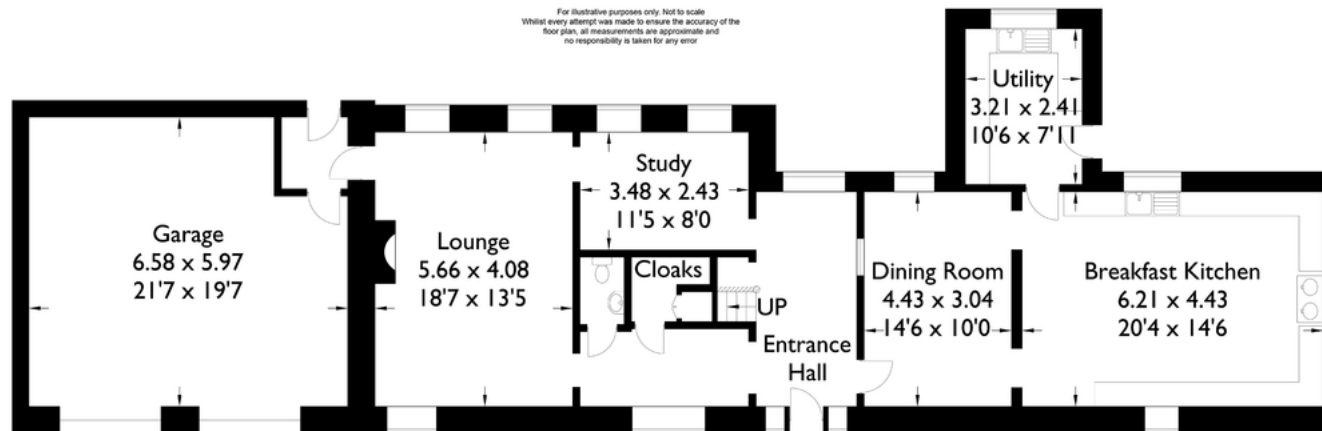 For illustrative purposes only. Not to scale
Whilst every attempt was made to ensure the accuracy of the
floor plan, all measurements are approximate and
no responsibility is taken for any error
Utility
3.21 x 2.41
10'6 x 7'11
Study
3.48 x 2.43
11'5 x 8'0
Garage
6.58 x 5.97
21'7 x 19'7
Lounge
5.66 x 4.08
18'7 x 13'5
Cloaks
UP
Entrance
Hall
Dining Room
4.43 x 3.04
14'6 x 10'0
Breakfast Kitchen
6.21 x 4.43
20'4 x 14'6